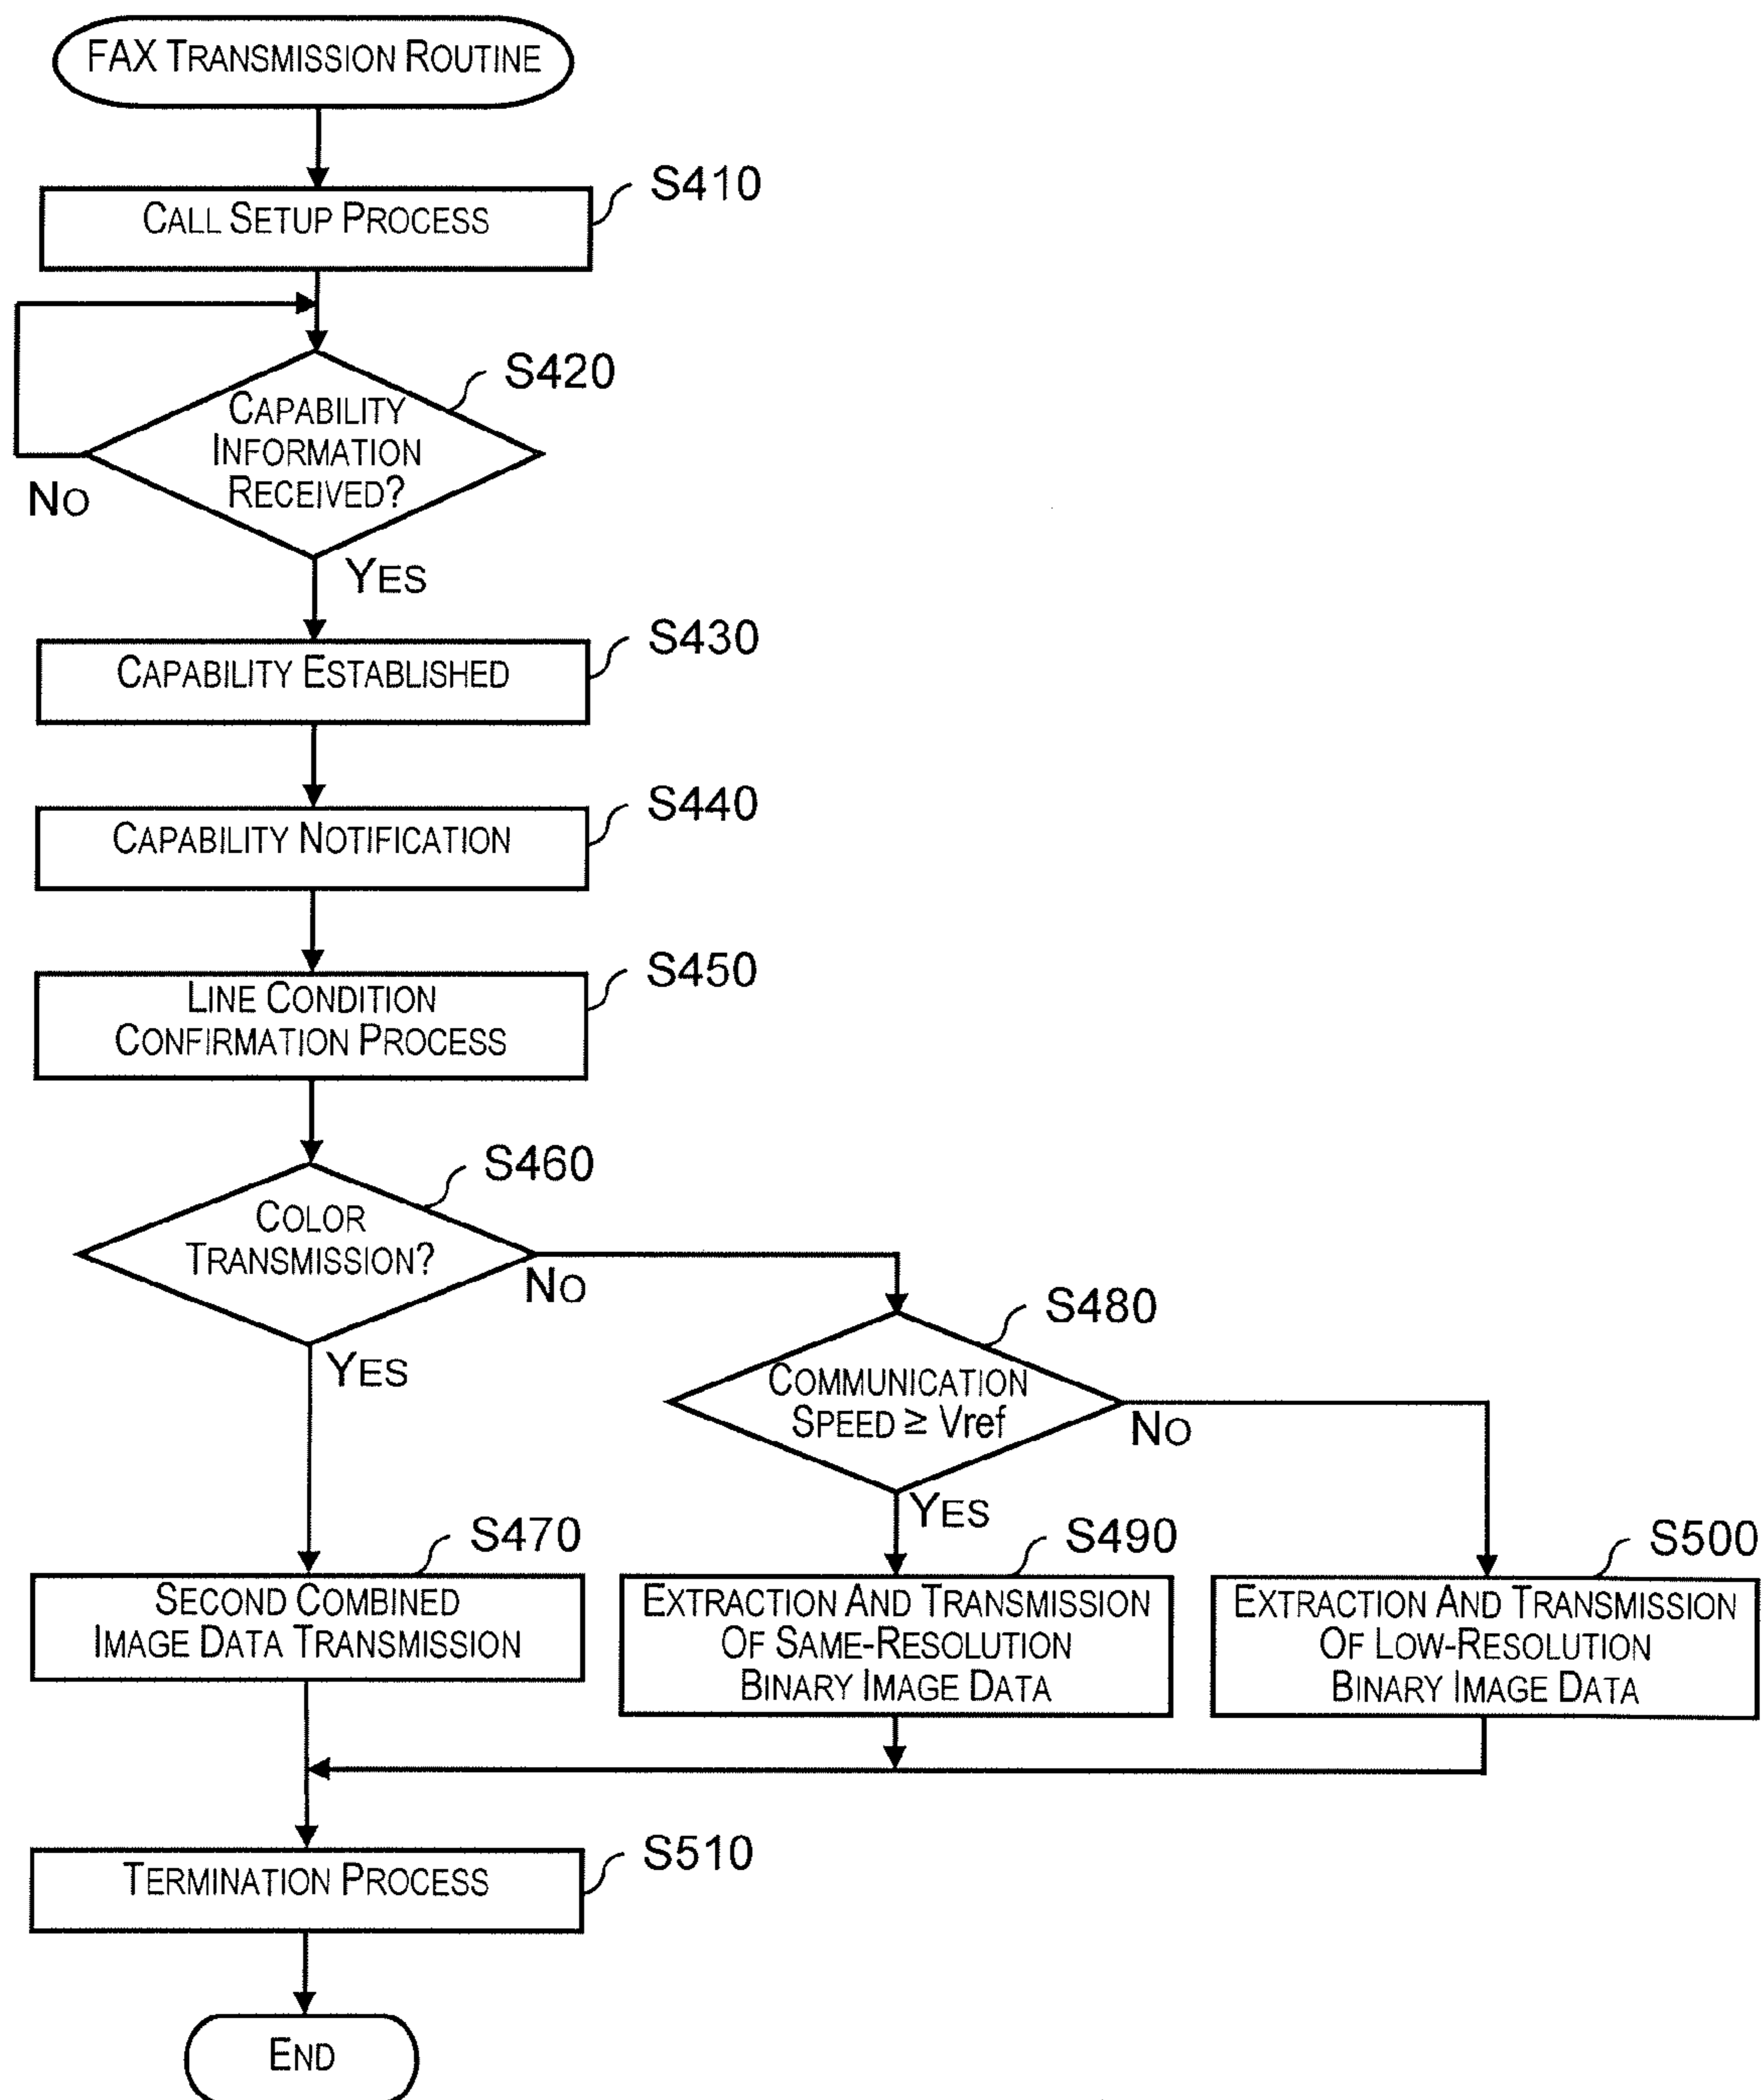 FAX TRANSMISSION ROUTINE
S410
CALL SETUP PROCESS
S420
CAPABILITY
INFORMATION
RECEIVED?
NO
YES
S430
CAPABILITY ESTABLISHED
S440
CAPABILITY NOTIFICATION
S450
LINE CONDITION
CONFIRMATION PROCESS
S460
COLOR
TRANSMISSION?
NO
YES
S480
COMMUNICATION
SPEED ≥ Vref
NO
YES
S470
SECOND COMBINED
IMAGE DATA TRANSMISSION
S490
EXTRACTION AND TRANSMISSION
OF SAME-RESOLUTION
BINARY IMAGE DATA
S500
EXTRACTION AND TRANSMISSION
OF LOW-RESOLUTION
BINARY IMAGE DATA
S510
TERMINATION PROCESS
END